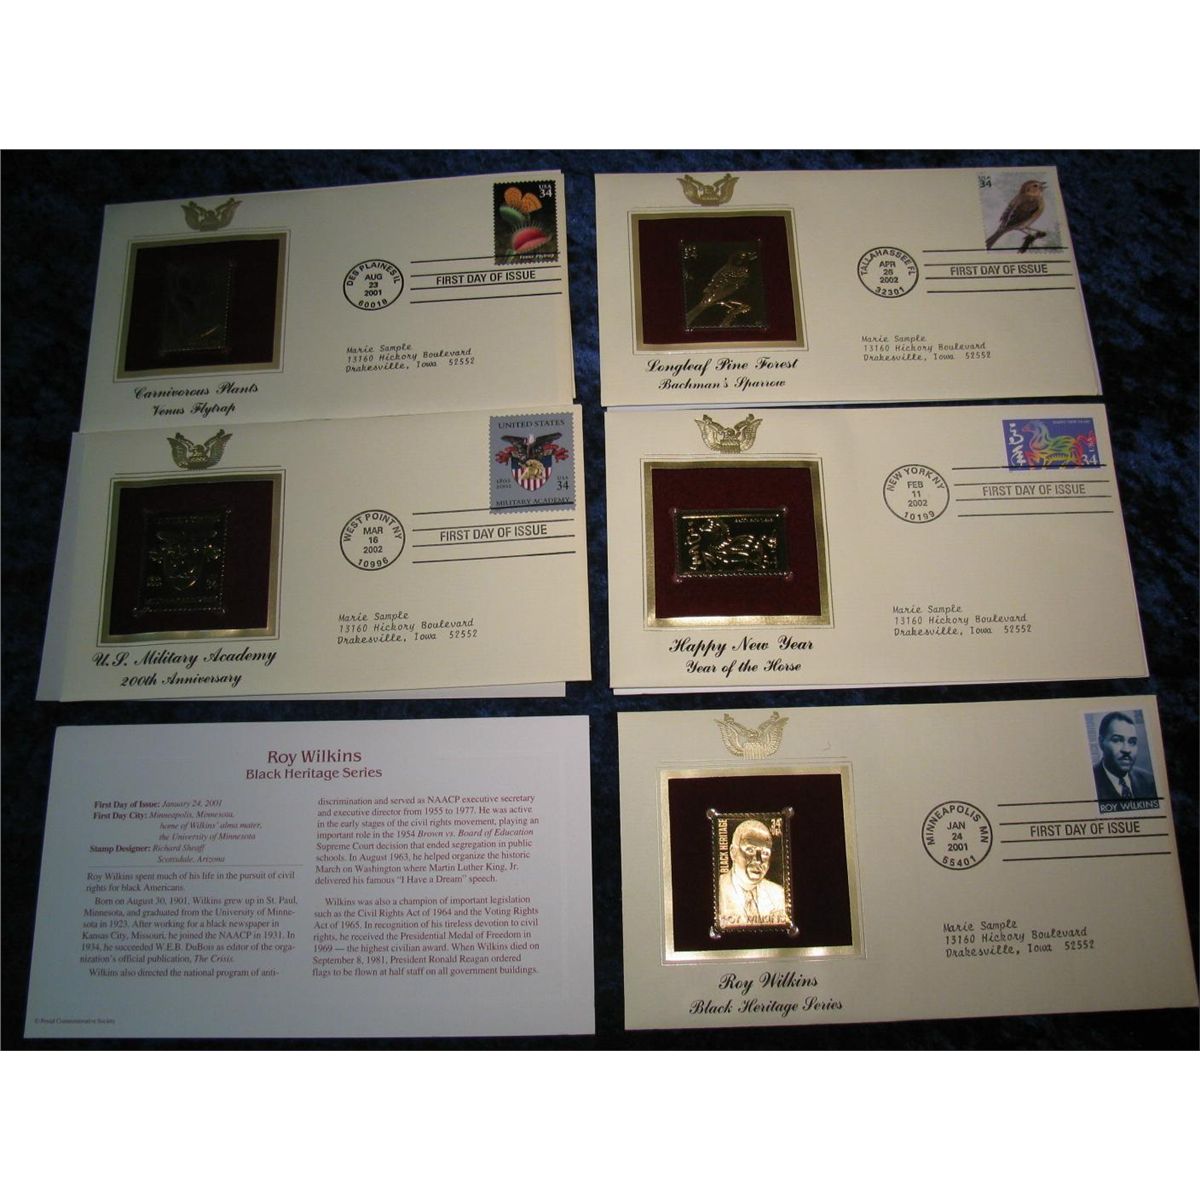 USA
34
DES PLAINES IL
AUG
23
2001
60018
FIRST DAY OF ISSUE
Marie Sample
13160 Hickory Boulevard
Drakesville, Iowa 52552
Carnivorous Plants
Venus Flytrap
USA
34
TALLAHASSEE FL
APR
26
2002
32301
FIRST DAY OF ISSUE
Marie Sample
13160 Hickory Boulevard
Drakesville, Iowa 52552
Longleaf Pine Forest
Bachman's Sparrow
UNITED STATES
1802
2002
USA
34
MILITARY ACADEMY
WEST POINT NY
MAR
16
2002
10996
FIRST DAY OF ISSUE
Marie Sample
13160 Hickory Boulevard
Drakesville, Iowa 52552
U.S. Military Academy
200th Anniversary
HAPPY NEW YEAR
USA
34
NEW YORK NY
FEB
11
2002
10199
FIRST DAY OF ISSUE
Marie Sample
13160 Hickory Boulevard
Drakesville, Iowa 52552
Happy New Year
Year of the Horse
Roy Wilkins
Black Heritage Series
First Day of Issue: January 24, 2001
First Day City: Minneapolis, Minnesota,
home of Wilkins' alma mater,
the University of Minnesota
Stamp Designer: Richard Sheaff
Scottsdale, Arizona
Roy Wilkins spent much of his life in the pursuit of civil
rights for black Americans.
Born on August 30, 1901, Wilkins grew up in St. Paul,
Minnesota, and graduated from the University of Minne-
sota in 1923. After working for a black newspaper in
Kansas City, Missouri, he joined the NAACP in 1931. In
1934, he succeeded W.E.B. DuBois as editor of the orga-
nization's official publication, The Crisis.
Wilkins also directed the national program of anti-
discrimination and served as NAACP executive secretary
and executive director from 1955 to 1977. He was active
in the early stages of the civil rights movement, playing an
important role in the 1954 Brown vs. Board of Education
Supreme Court decision that ended segregation in public
schools. In August 1963, he helped organize the historic
March on Washington where Martin Luther King, Jr.
delivered his famous "I Have a Dream" speech.
Wilkins was also a champion of important legislation
such as the Civil Rights Act of 1964 and the Voting Rights
Act of 1965. In recognition of his tireless devotion to civil
rights, he received the Presidential Medal of Freedom in
1969 — the highest civilian award. When Wilkins died on
September 8, 1981, President Ronald Reagan ordered
flags to be flown at half staff on all government buildings.
© Postal Commemorative Society
BLACK HERITAGE
34
USA
ROY WILKINS
ROY WILKINS
MINNEAPOLIS MN
JAN
24
2001
55401
FIRST DAY OF ISSUE
Marie Sample
13160 Hickory Boulevard
Drakesville, Iowa 52552
Roy Wilkins
Black Heritage Series